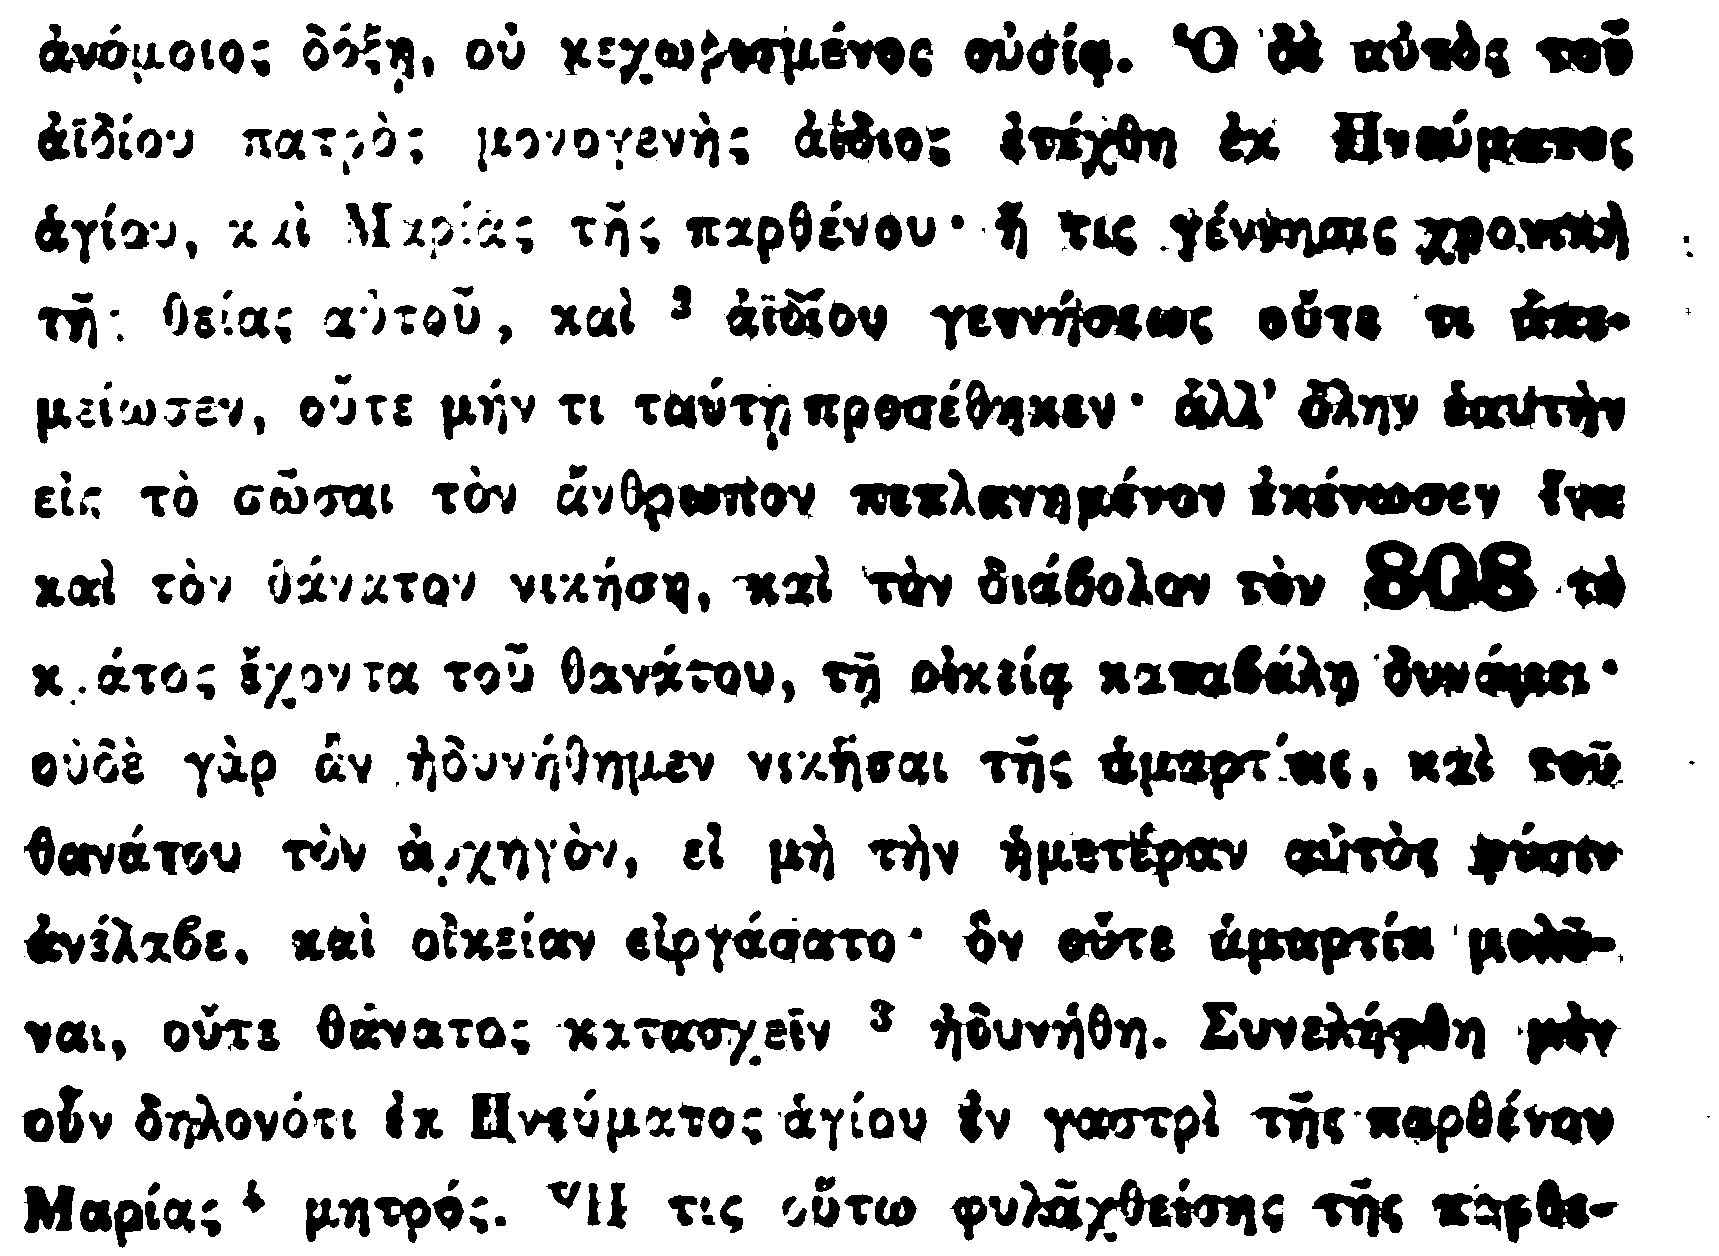 ἀνόμοιος δόξῃ, οὐ κεχωρισμένος οὐσίᾳ. Ὁ δὲ αὐτὸς τοῦ
ἀϊδίου πατρὸς μονογενὴς ἀΐδιος ἐτέχθη ἐκ Πνεύματος
ἁγίου, καὶ Μαρίας τῆς παρθένου· ἥ τις γέννησις χρονικὴ
τῆς θείας αὐτοῦ, καὶ ³ ἀϊδίου γεννήσεως οὔτε τι ἀπε-
μείωσεν, οὔτε μήν τι ταύτῃ προσέθηκεν· ἀλλ' ὅλην ἑαυτὴν
εἰς τὸ σῶσαι τὸν ἄνθρωπον πεπλανημένον ἐκένωσεν ἵνα
καὶ τὸν θάνατον νικήσῃ, καὶ τὸν διάβολον τὸν 808 τὸ
κράτος ἔχοντα τοῦ θανάτου, τῇ οἰκείᾳ καταβάλῃ δυνάμει·
οὐδὲ γὰρ ἂν ἠδυνήθημεν νικῆσαι τῆς ἁμαρτίας, καὶ τοῦ
θανάτου τὸν ἀρχηγὸν, εἰ μὴ τὴν ἡμετέραν αὐτὸς φύσιν
ἀνέλαβε, καὶ οἰκείαν εἰργάσατο· ὃν οὔτε ἁμαρτία μολῦ-
ναι, οὔτε θάνατος κατασχεῖν ³ ἠδυνήθη. Συνελήφθη μὲν
οὖν δηλονότι ἐκ Πνεύματος ἁγίου ἐν γαστρὶ τῆς παρθένου
Μαρίας ⁴ μητρός. Ἥ τις οὕτω φυλαχθείσης τῆς παρθε-